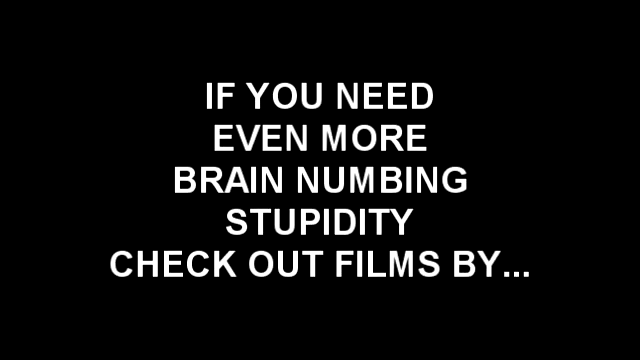 IF YOU NEED
EVEN MORE
BRAIN NUMBING
STUPIDITY
CHECK OUT FILMS BY...